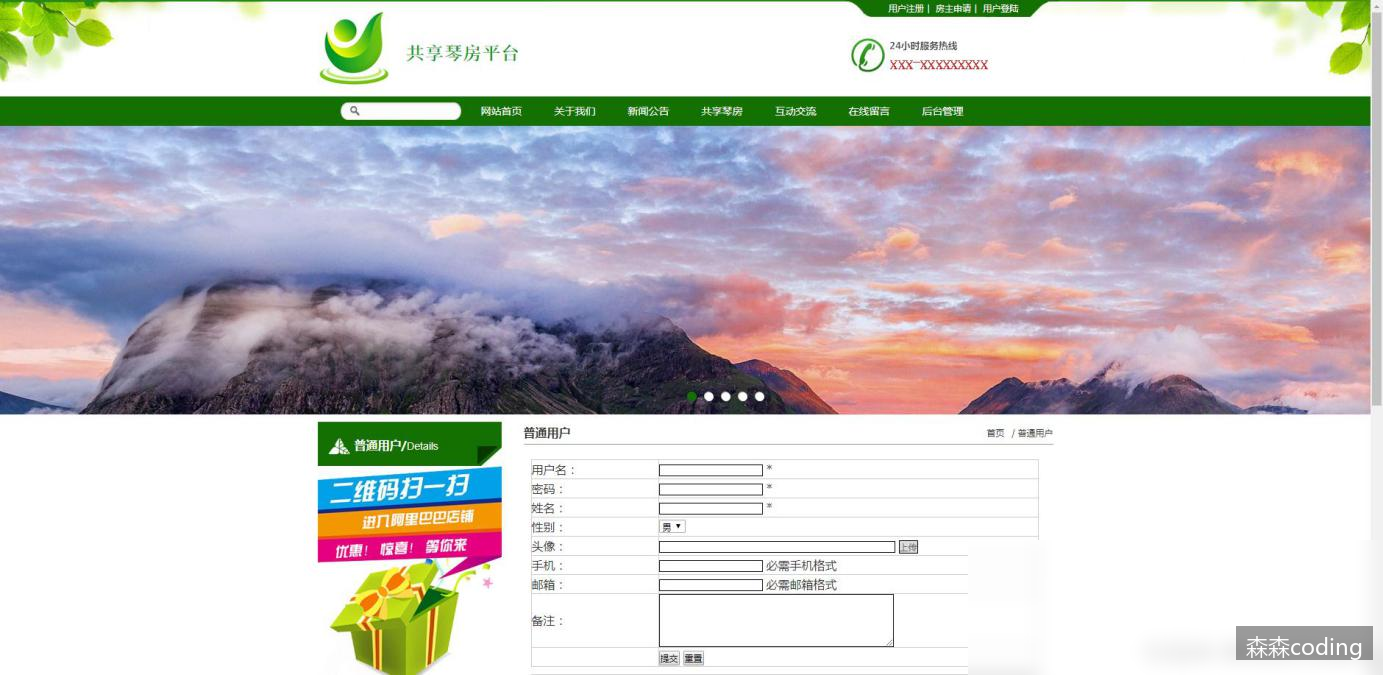 用户注册 | 房主申请 | 用户登陆
共享琴房平台
24小时服务热线
XXX-XXXXXXXXX
网站首页 关于我们 新闻公告 共享琴房 互动交流 在线留言 后台管理
普通用户/Details
二维码扫一扫
进入阿里巴巴店铺
优惠！惊喜！等你来
普通用户
首页 / 普通用户
用户名： *
密码： *
姓名： *
性别： 男
头像： 上传
手机： 必需手机格式
邮箱： 必需邮箱格式
备注：
提交 重置
森森coding